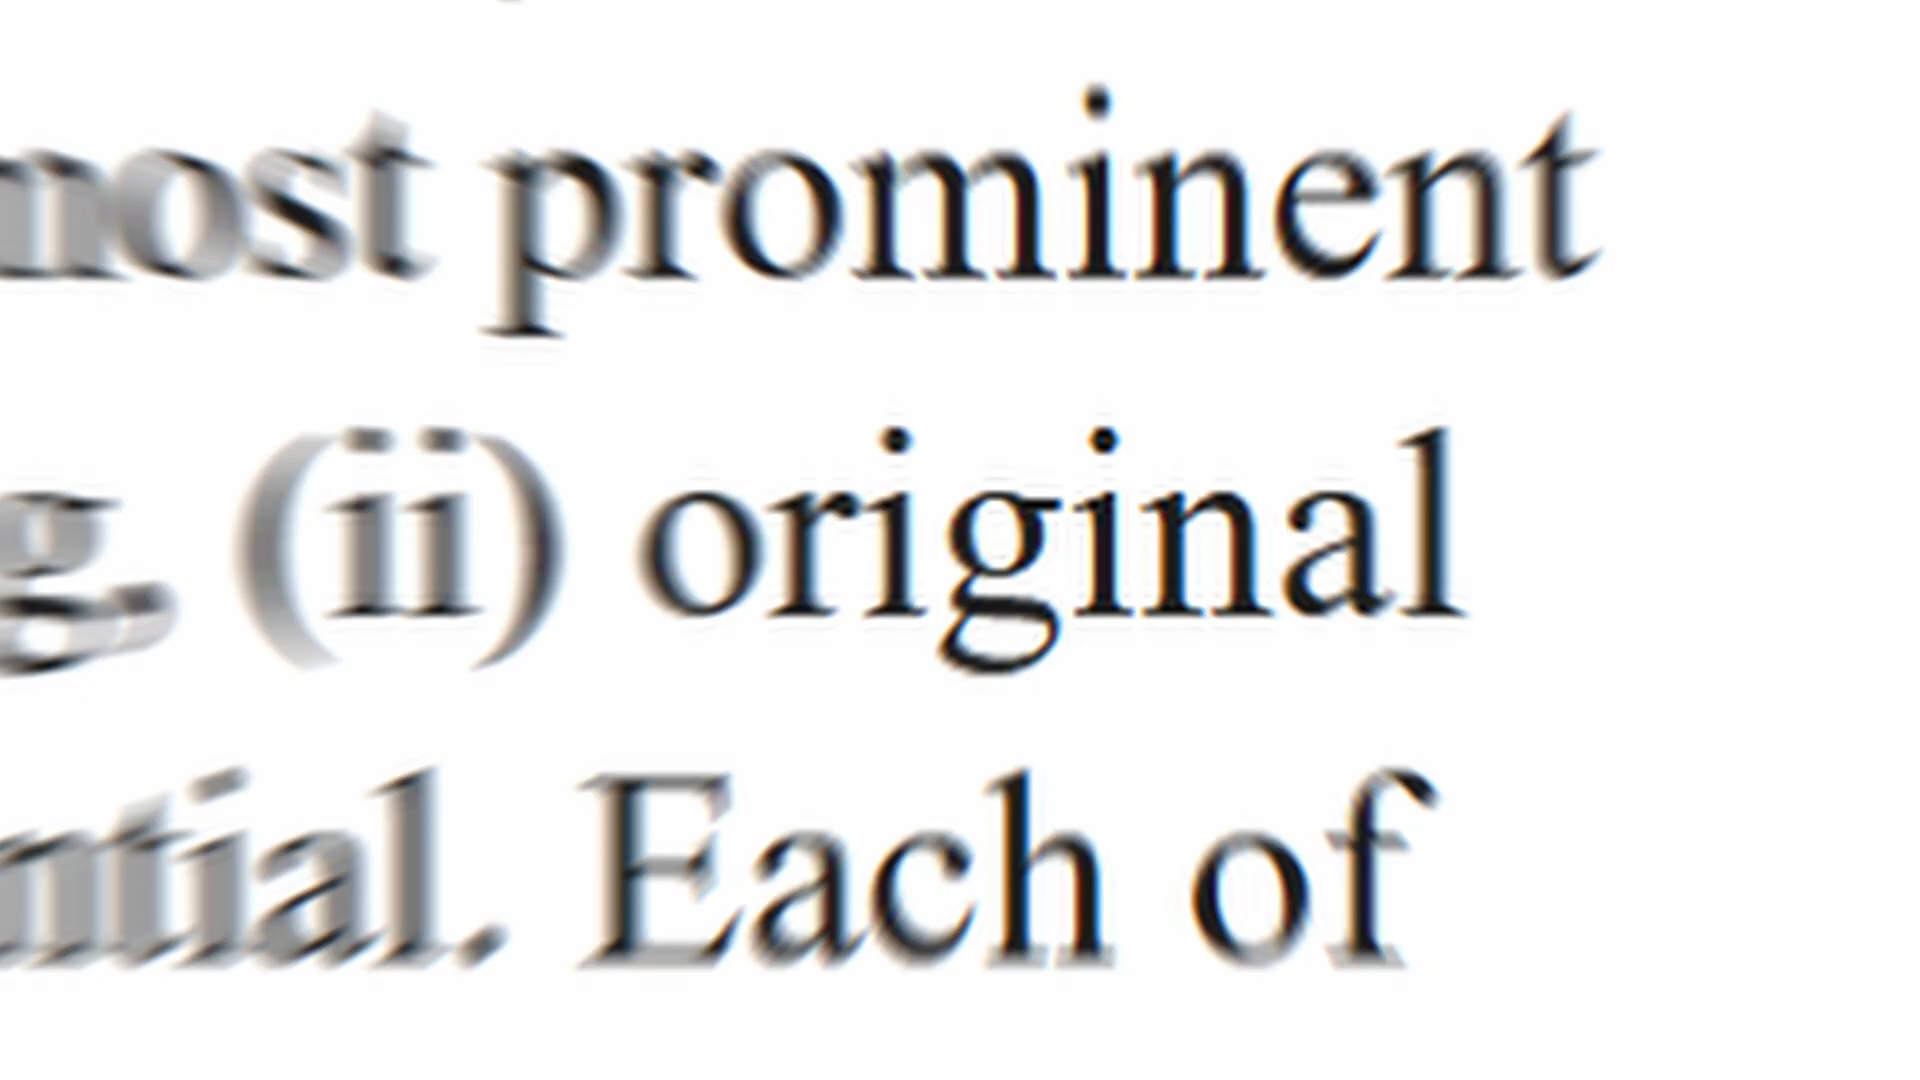 most prominent
g, (ii) original
ntial. Each of